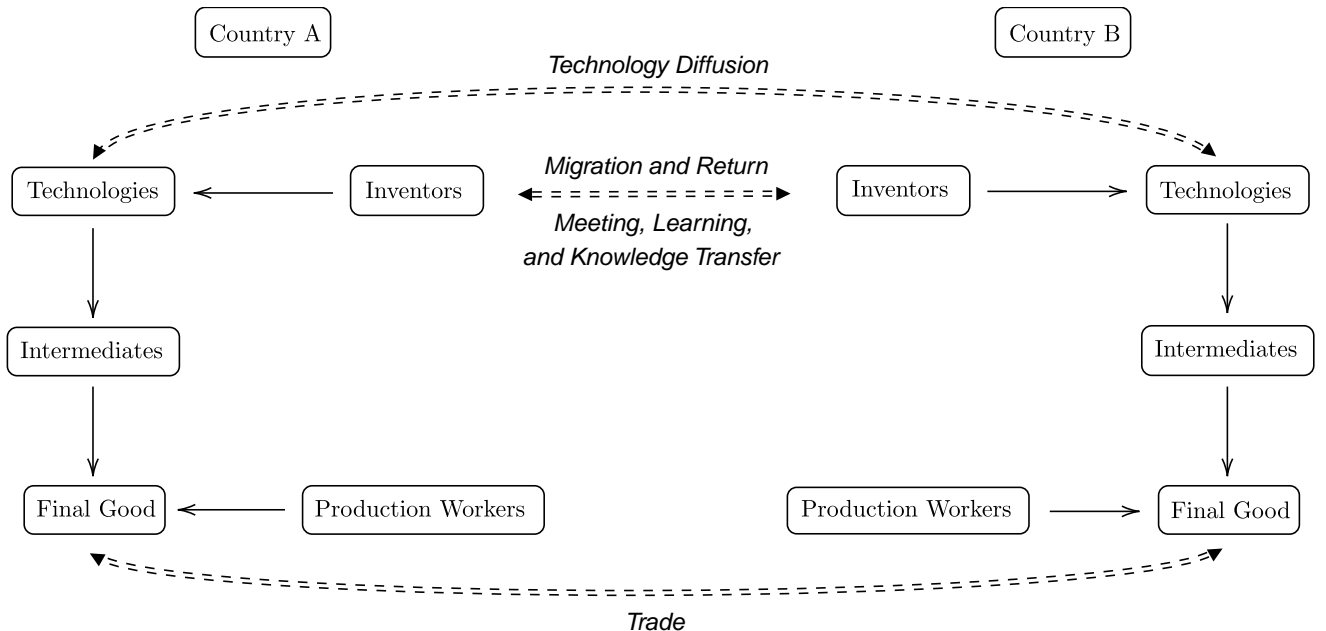 Country A
Country B
Technology Diffusion
Technologies
Inventors
Migration and Return
Meeting, Learning,
and Knowledge Transfer
Inventors
Technologies
Intermediates
Intermediates
Final Good
Production Workers
Production Workers
Final Good
Trade